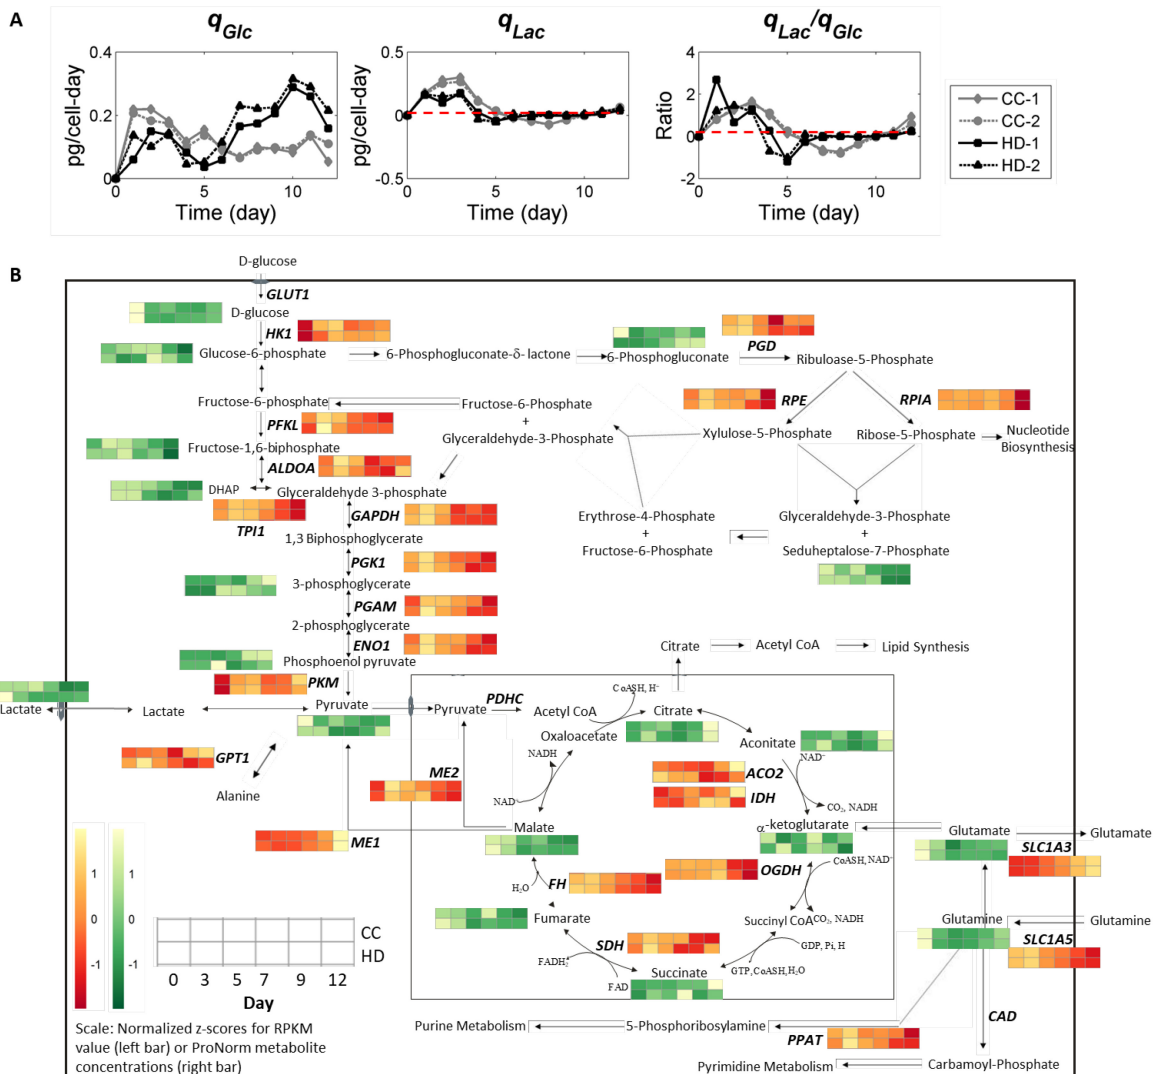 A
qGlc
qLac
qLac/qGlc
0.4
0.2
0
pg/cell-day
0 5 10
Time (day)
0.5
0
-0.5
pg/cell-day
0 5 10
Time (day)
4
2
0
-2
Ratio
0 5 10
Time (day)
CC-1
CC-2
HD-1
HD-2
B
D-glucose
GLUT1
D-glucose
HK1
Glucose-6-phosphate
6-Phosphogluconate-δ- lactone
6-Phosphogluconate
PGD
Ribuloase-5-Phosphate
RPE
RPIA
Fructose-6-phosphate
Fructose-6-Phosphate
+
Glyceraldehyde-3-Phosphate
PFKL
Xylulose-5-Phosphate
Ribose-5-Phosphate
Nucleotide
Biosynthesis
Fructose-1,6-biphosphate
ALDOA
DHAP
Glyceraldehyde 3-phosphate
TPI1
GAPDH
Erythrose-4-Phosphate
+
Fructose-6-Phosphate
Glyceraldehyde-3-Phosphate
+
Seduheptalose-7-Phosphate
1,3 Biphosphoglycerate
PGK1
3-phosphoglycerate
PGAM
2-phosphoglycerate
ENO1
Phosphoenol pyruvate
PKM
Citrate
Acetyl CoA
Lipid Synthesis
Lactate
Lactate
Pyruvate
Pyruvate
PDHC
Acetyl CoA
CoASH, H⁻
Citrate
Oxaloacetate
Aconitate
NADH
NAD⁻
GPT1
Alanine
ME2
ACO2
IDH
NAD⁻
CO₂, NADH
ME1
Malate
α-ketoglutarate
Glutamate
Glutamate
SLC1A3
H₂O
FH
OGDH
CoASH, NAD⁻
Fumarate
Succinyl CoA
CO₂, NADH
Glutamine
Glutamine
SLC1A5
SDH
FADH₂
FAD
Succinate
GDP, Pi, H
GTP, CoASH, H₂O
1
0
-1
1
0
-1
CC
HD
0 3 5 7 9 12
Day
Scale: Normalized z-scores for RPKM
value (left bar) or ProNorm metabolite
concentrations (right bar)
Purine Metabolism
5-Phosphoribosylamine
PPAT
CAD
Pyrimidine Metabolism
Carbamoyl-Phosphate